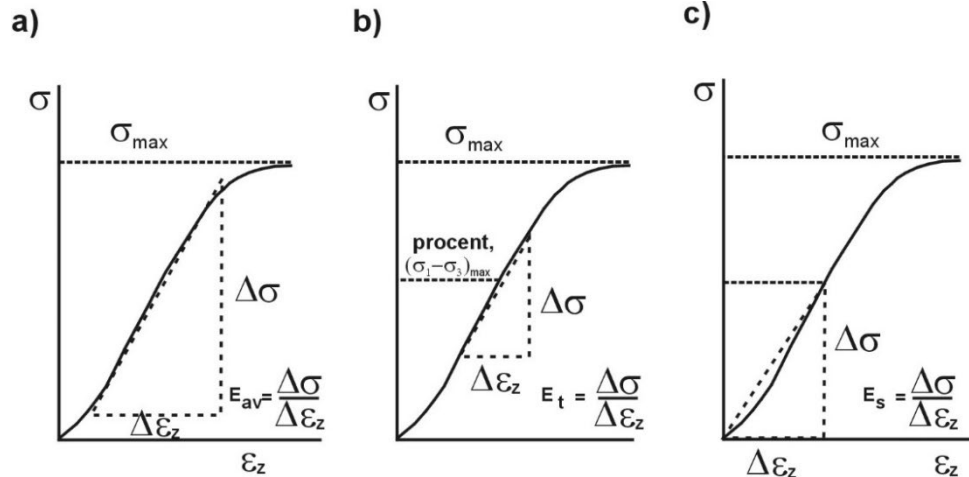 a)
σ
σmax
Δσ
Eav=Δσ/Δεz
Δεz
εz
b)
σ
σmax
procent,
(σ1−σ3)max
Δσ
Δεz
Et = Δσ/Δεz
c)
σ
σmax
Δσ
Es = Δσ/Δεz
Δεz
εz